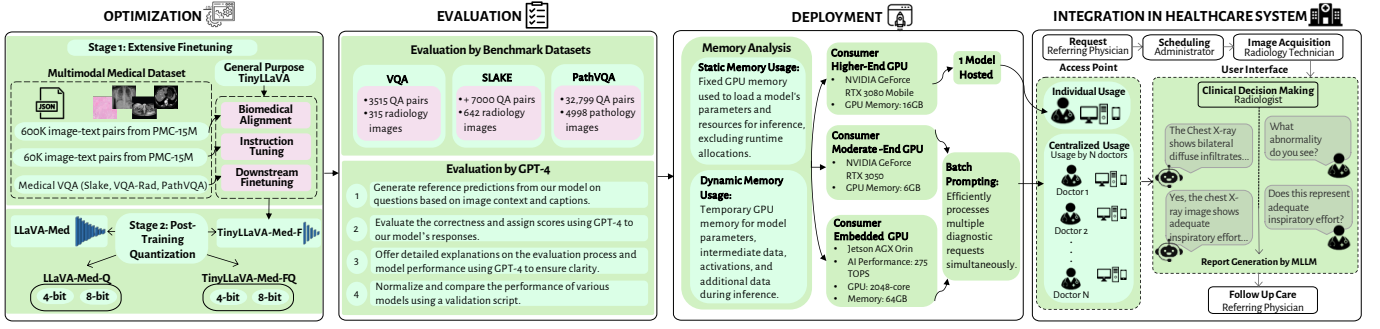 OPTIMIZATION
Stage 1: Extensive Finetuning
Multimodal Medical Dataset
General Purpose
TinyLLaVA
JSON
600K image-text pairs from PMC-15M
60K image-text pairs from PMC-15M
Medical VQA (Slake, VQA-Rad, PathVQA)
Biomedical
Alignment
Instruction
Tuning
Downstream
Finetuning
LLaVA-Med
Stage 2: Post-
Training
Quantization
TinyLLaVA-Med-F
LLaVA-Med-Q
4-bit
8-bit
TinyLLaVA-Med-FQ
4-bit
8-bit
EVALUATION
Evaluation by Benchmark Datasets
VQA
•3515 QA pairs
•315 radiology
images
SLAKE
•+ 7000 QA pairs
•642 radiology
images
PathVQA
•32,799 QA pairs
•4998 pathology
images
Evaluation by GPT-4
1
Generate reference predictions from our model on
questions based on image context and captions.
2
Evaluate the correctness and assign scores using GPT-4 to
our model's responses.
3
Offer detailed explanations on the evaluation process and
model performance using GPT-4 to ensure clarity.
4
Normalize and compare the performance of various
models using a validation script.
DEPLOYMENT
Memory Analysis
Static Memory Usage:
Fixed GPU memory
used to load a model's
parameters and
resources for inference,
excluding runtime
allocations.
Dynamic Memory
Usage:
Temporary GPU
memory for model
parameters,
intermediate data,
activations, and
additional data
during inference.
Consumer
Higher-End GPU
• NVIDIA GeForce
RTX 3080 Mobile
• GPU Memory: 16GB
Consumer
Moderate -End GPU
• NVIDIA GeForce
RTX 3050
• GPU Memory: 6GB
Consumer
Embedded GPU
• Jetson AGX Orin
• AI Performance: 275
TOPS
• GPU: 2048-core
• Memory: 64GB
1 Model
Hosted
Batch
Prompting:
Efficiently
processes
multiple
diagnostic
requests
simultaneously.
INTEGRATION IN HEALTHCARE SYSTEM
Request
Referring Physician
Scheduling
Administrator
Image Acquisition
Radiology Technician
Access Point
Individual Usage
Centralized Usage
Usage by N doctors
Doctor 1
Doctor 2
Doctor N
User Interface
Clinical Decision Making
Radiologist
What
abnormality
do you see?
The Chest X-ray
shows bilateral
diffuse infiltrates...
Does this represent
adequate
inspiratory effort?
Yes, the chest X-
ray image shows
adequate
inspiratory effort...
Report Generation by MLLM
Follow Up Care
Referring Physician